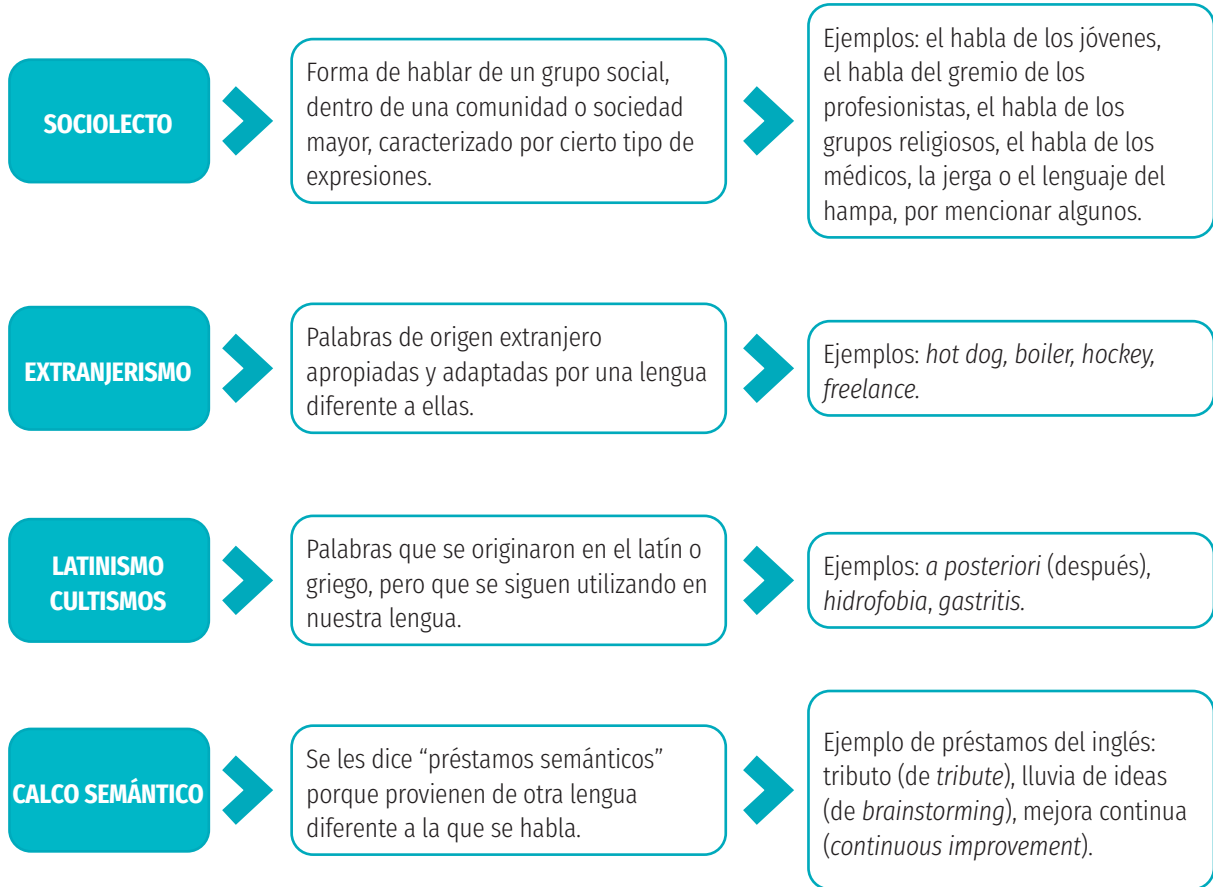 SOCIOLECTO
Forma de hablar de un grupo social,
dentro de una comunidad o sociedad
mayor, caracterizado por cierto tipo de
expresiones.
Ejemplos: el habla de los jóvenes,
el habla del gremio de los
profesionistas, el habla de los
grupos religiosos, el habla de los
médicos, la jerga o el lenguaje del
hampa, por mencionar algunos.
EXTRANJERISMO
Palabras de origen extranjero
apropiadas y adaptadas por una lengua
diferente a ellas.
Ejemplos: hot dog, boiler, hockey,
freelance.
LATINISMO
CULTISMOS
Palabras que se originaron en el latín o
griego, pero que se siguen utilizando en
nuestra lengua.
Ejemplos: a posteriori (después),
hidrofobia, gastritis.
CALCO SEMÁNTICO
Se les dice “préstamos semánticos”
porque provienen de otra lengua
diferente a la que se habla.
Ejemplo de préstamos del inglés:
tributo (de tribute), lluvia de ideas
(de brainstorming), mejora continua
(continuous improvement).